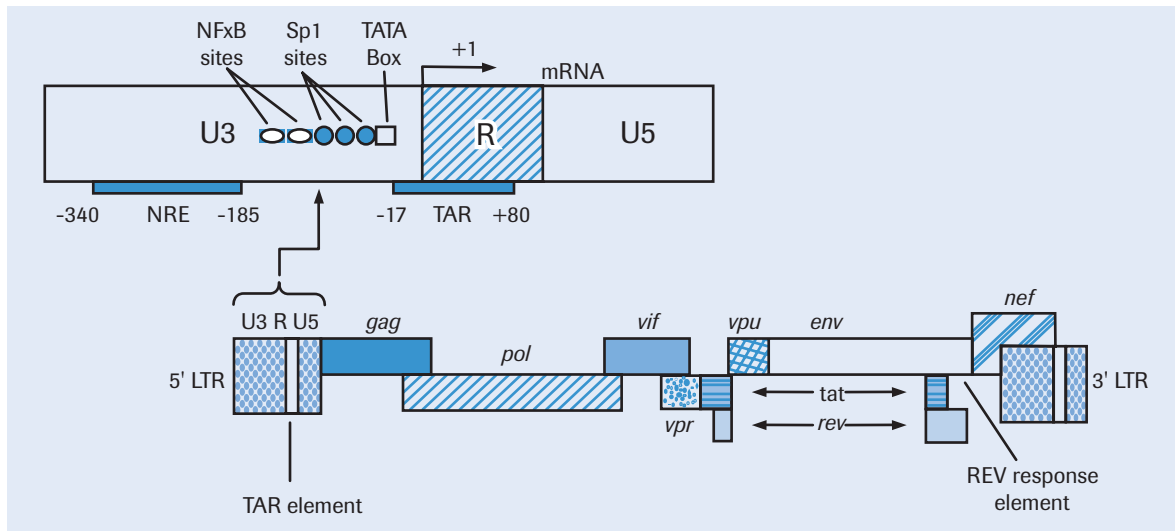 NFxB
sites
Sp1
sites
TATA
Box
+1
mRNA
U3
R
U5
-340
NRE
-185
-17
TAR
+80
U3 R U5
gag
vif
vpu
env
nef
pol
5' LTR
3' LTR
tat
vpr
rev
TAR element
REV response
element